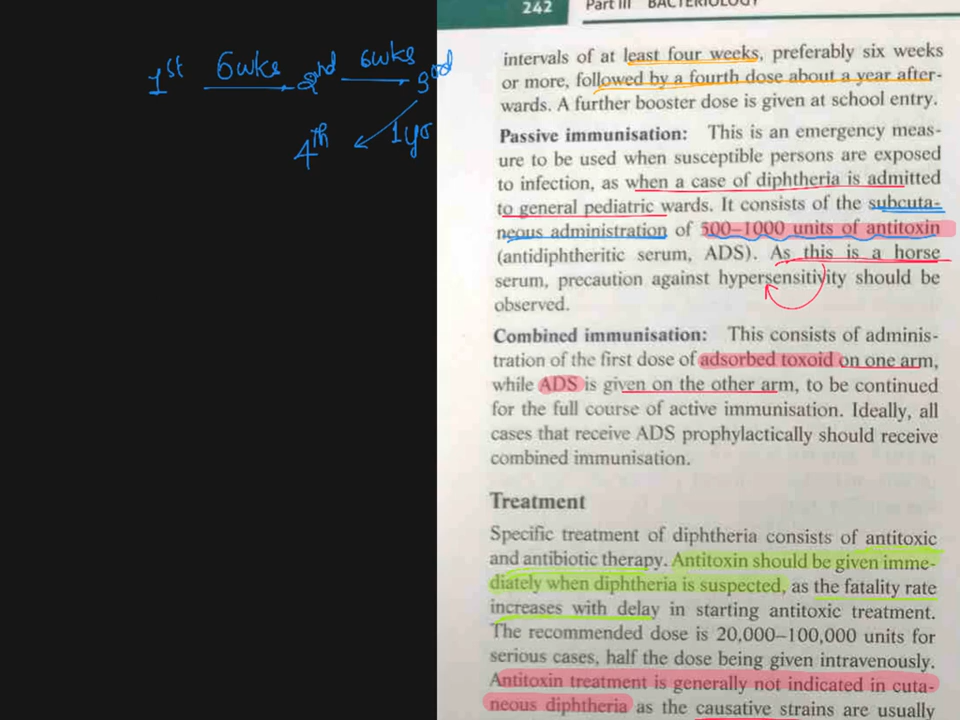 1st 6wks 2nd 6wks 3rd
4th 1yr
242 Part III BACTERIOLOGY
intervals of at least four weeks, preferably six weeks
or more, followed by a fourth dose about a year after-
wards. A further booster dose is given at school entry.
Passive immunisation: This is an emergency meas-
ure to be used when susceptible persons are exposed
to infection, as when a case of diphtheria is admitted
to general pediatric wards. It consists of the subcuta-
neous administration of 500–1000 units of antitoxin
(antidiphtheritic serum, ADS). As this is a horse
serum, precaution against hypersensitivity should be
observed.
Combined immunisation: This consists of adminis-
tration of the first dose of adsorbed toxoid on one arm,
while ADS is given on the other arm, to be continued
for the full course of active immunisation. Ideally, all
cases that receive ADS prophylactically should receive
combined immunisation.
Treatment
Specific treatment of diphtheria consists of antitoxic
and antibiotic therapy. Antitoxin should be given imme-
diately when diphtheria is suspected, as the fatality rate
increases with delay in starting antitoxic treatment.
The recommended dose is 20,000–100,000 units for
serious cases, half the dose being given intravenously.
Antitoxin treatment is generally not indicated in cuta-
neous diphtheria as the causative strains are usually